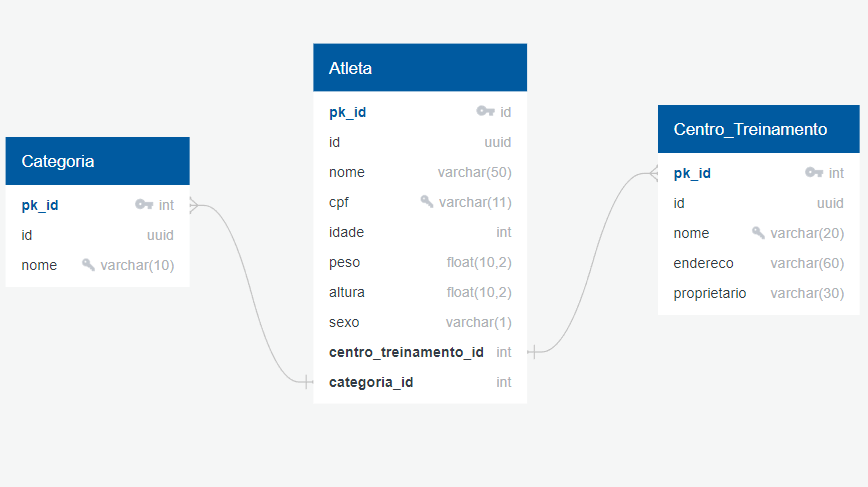 Categoria
pk_id int
id uuid
nome varchar(10)
Atleta
pk_id id
id uuid
nome varchar(50)
cpf varchar(11)
idade int
peso float(10,2)
altura float(10,2)
sexo varchar(1)
centro_treinamento_id int
categoria_id int
Centro_Treinamento
pk_id int
id uuid
nome varchar(20)
endereco varchar(60)
proprietario varchar(30)